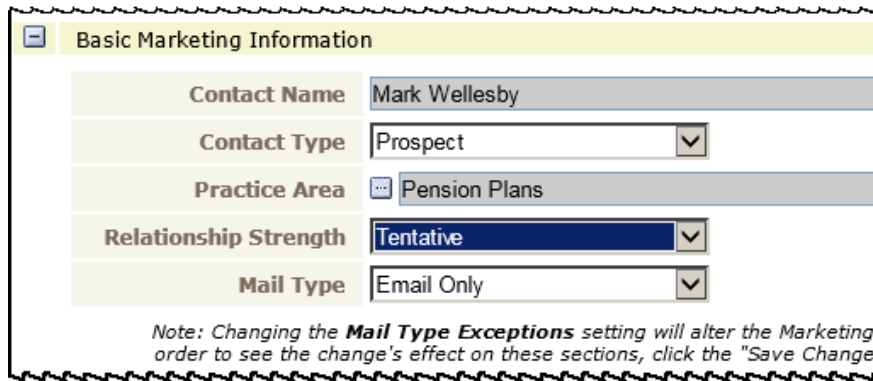 Basic Marketing Information
Contact Name Mark Wellesby
Contact Type Prospect
Practice Area Pension Plans
Relationship Strength Tentative
Mail Type Email Only
Note: Changing the Mail Type Exceptions setting will alter the Marketing
order to see the change's effect on these sections, click the "Save Change